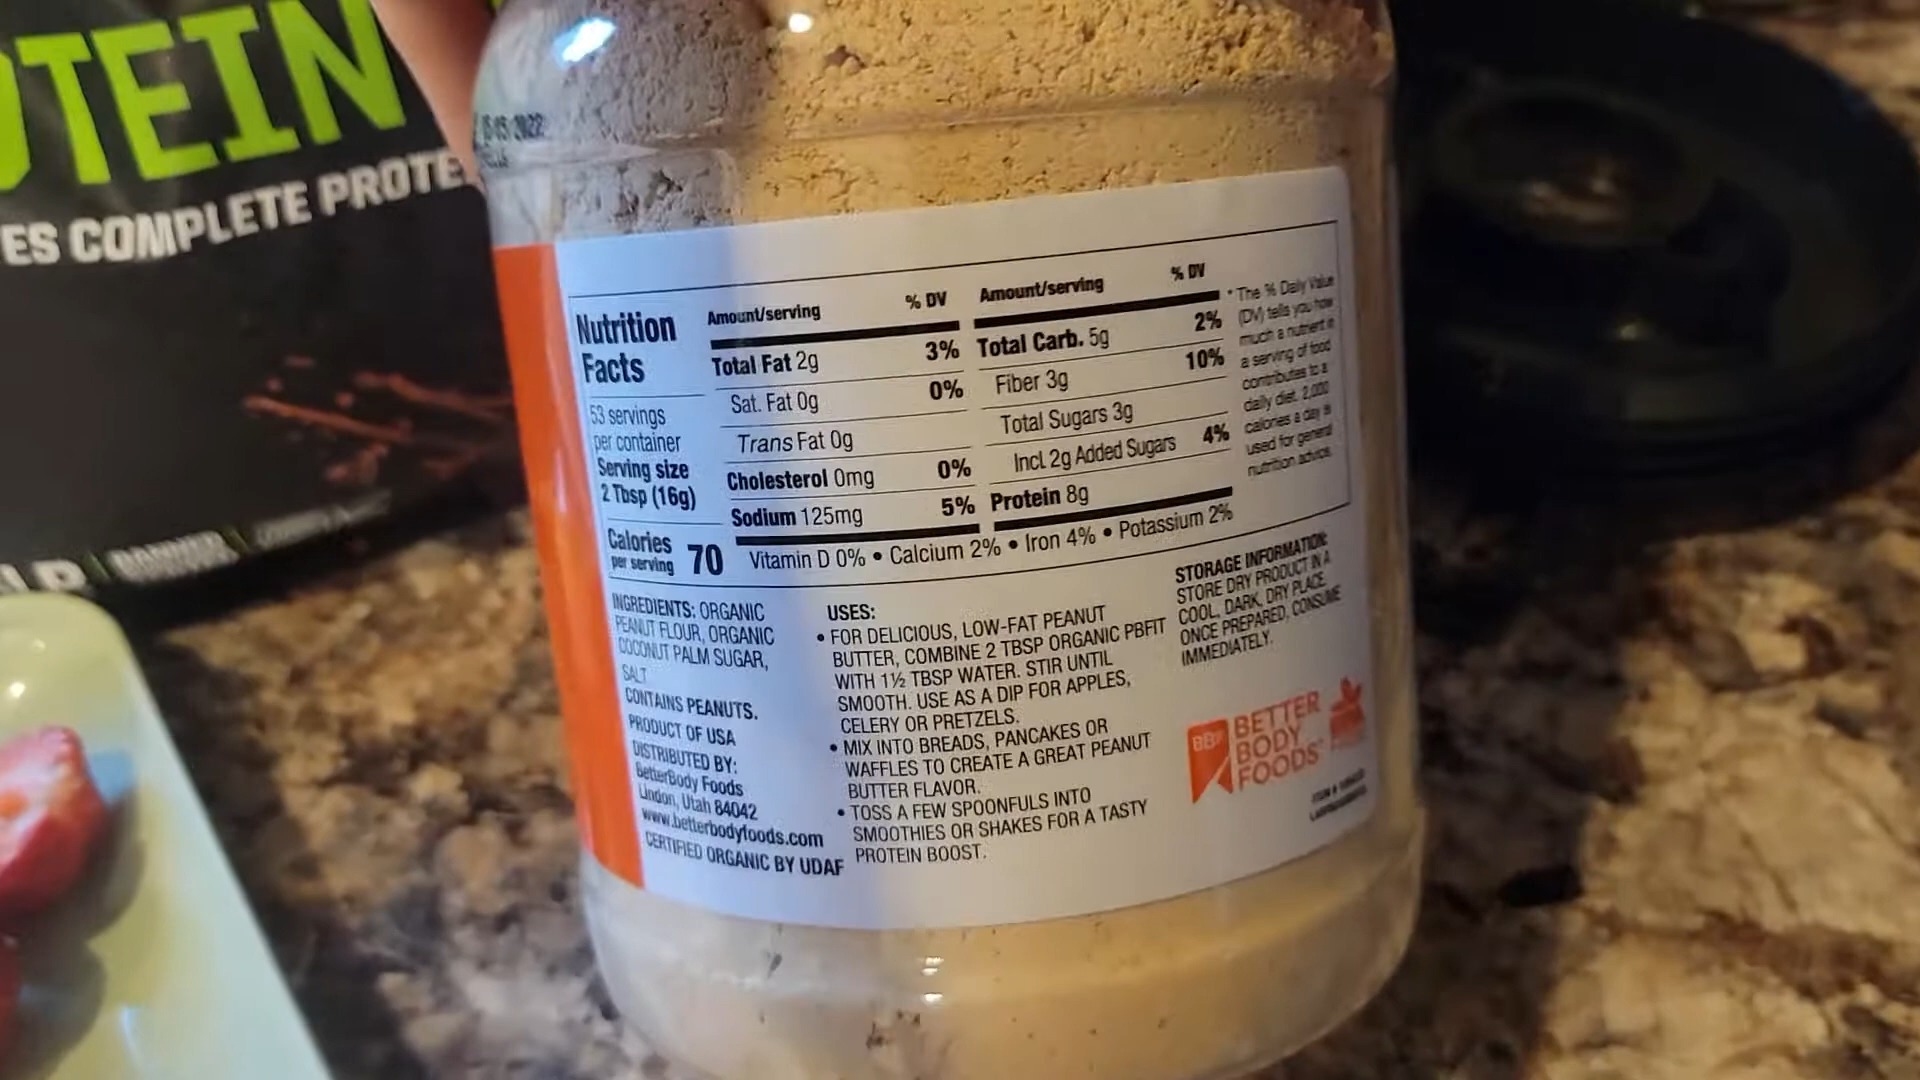 OTEIN
ES COMPLETE PROTE
Nutrition
Facts
53 servings
per container
Serving size
2 Tbsp (16g)
Calories
per serving 70
Amount/serving % DV
Total Fat 2g 3%
Sat. Fat 0g 0%
Trans Fat 0g
Cholesterol 0mg 0%
Sodium 125mg 5%
Amount/serving % DV
Total Carb. 5g 2%
Fiber 3g 10%
Total Sugars 3g
Incl. 2g Added Sugars 4%
Protein 8g
Vitamin D 0% • Calcium 2% • Iron 4% • Potassium 2%
* The % Daily Value
(DV) tells you how
much a nutrient in
a serving of food
contributes to a
daily diet. 2,000
calories a day is
used for general
nutrition advice.
INGREDIENTS: ORGANIC
PEANUT FLOUR, ORGANIC
COCONUT PALM SUGAR,
SALT
CONTAINS PEANUTS.
PRODUCT OF USA
DISTRIBUTED BY:
BetterBody Foods
Lindon, Utah 84042
www.betterbodyfoods.com
CERTIFIED ORGANIC BY UDAF
USES:
• FOR DELICIOUS, LOW-FAT PEANUT
BUTTER, COMBINE 2 TBSP ORGANIC PBFIT
WITH 1½ TBSP WATER. STIR UNTIL
SMOOTH. USE AS A DIP FOR APPLES,
CELERY OR PRETZELS.
• MIX INTO BREADS, PANCAKES OR
WAFFLES TO CREATE A GREAT PEANUT
BUTTER FLAVOR.
• TOSS A FEW SPOONFULS INTO
SMOOTHIES OR SHAKES FOR A TASTY
PROTEIN BOOST.
STORAGE INFORMATION:
STORE DRY PRODUCT IN A
COOL, DARK, DRY PLACE.
ONCE PREPARED, CONSUME
IMMEDIATELY.
BBF
BETTER
BODY
FOODS